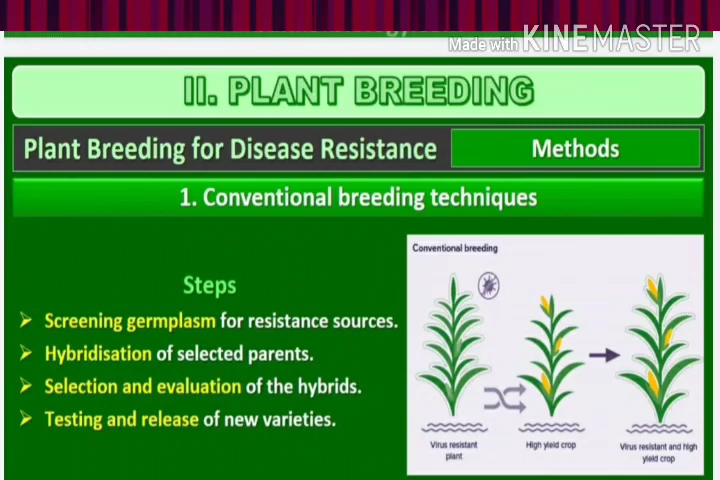 Made with KINEMASTER
II. PLANT BREEDING
Plant Breeding for Disease Resistance
Methods
1. Conventional breeding techniques
Steps
Screening germplasm for resistance sources.
Hybridisation of selected parents.
Selection and evaluation of the hybrids.
Testing and release of new varieties.
Conventional breeding
Virus resistant
plant
High yield crop
Virus resistant and high
yield crop